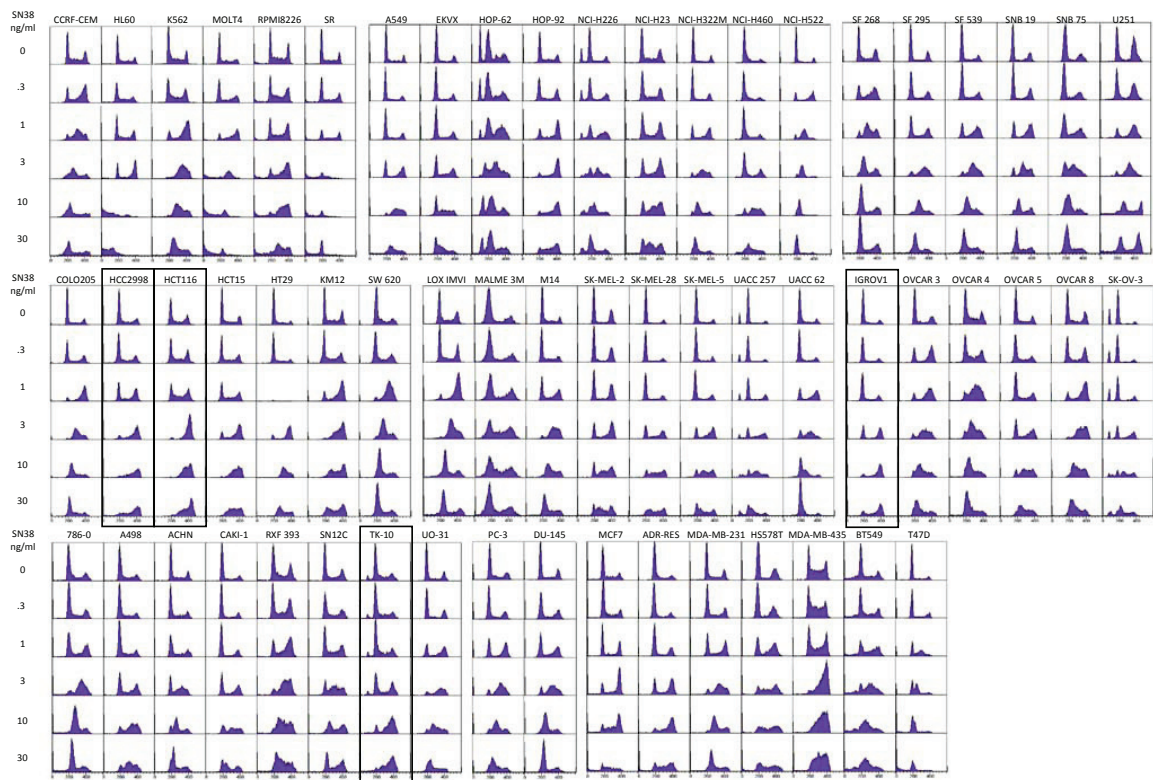 CCRF-CEM HL60 K562 MOLT4 RPMI8226 SR A549 EKVX HOP-62 HOP-92 NCI-H226 NCI-H23 NCI-H322M NCI-H460 NCI-H522 SF 268 SF 295 SF 539 SNB 19 SNB 75 U251
SN38
ng/ml
0
.3
1
3
10
30
SN38
ng/ml
COLO205 HCC2998 HCT116 HCT15 HT29 KM12 SW 620 LOX IMVI MALME 3M M14 SK-MEL-2 SK-MEL-28 SK-MEL-5 UACC 257 UACC 62 IGROV1 OVCAR 3 OVCAR 4 OVCAR 5 OVCAR 8 SK-OV-3
0
.3
1
3
10
30
SN38
ng/ml
786-0 A498 ACHN CAKI-1 RXF 393 SN12C TK-10 UO-31 PC-3 DU-145 MCF7 ADR-RES MDA-MB-231 HS578T MDA-MB-435 BT549 T47D
0
.3
1
3
10
30